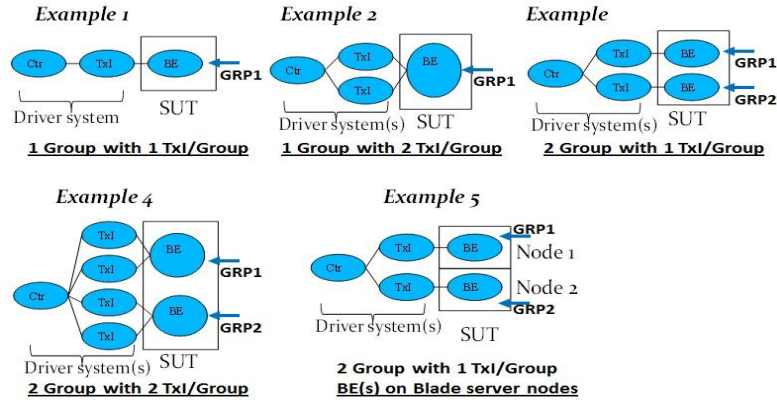 Example 1
Ctr
TxI
BE
GRP1
Driver system
SUT
1 Group with 1 TxI/Group
Example 2
Ctr
TxI
TxI
BE
GRP1
Driver system(s)
SUT
1 Group with 2 TxI/Group
Example
Ctr
TxI
TxI
BE
BE
GRP1
GRP2
Driver system(s)
SUT
2 Group with 1 TxI/Group
Example 4
Ctr
TxI
TxI
TxI
TxI
BE
BE
GRP1
GRP2
Driver system(s)
SUT
2 Group with 2 TxI/Group
Example 5
Ctr
TxI
TxI
BE
BE
GRP1
Node 1
Node 2
GRP2
Driver system(s)
SUT
2 Group with 1 TxI/Group
BE(s) on Blade server nodes